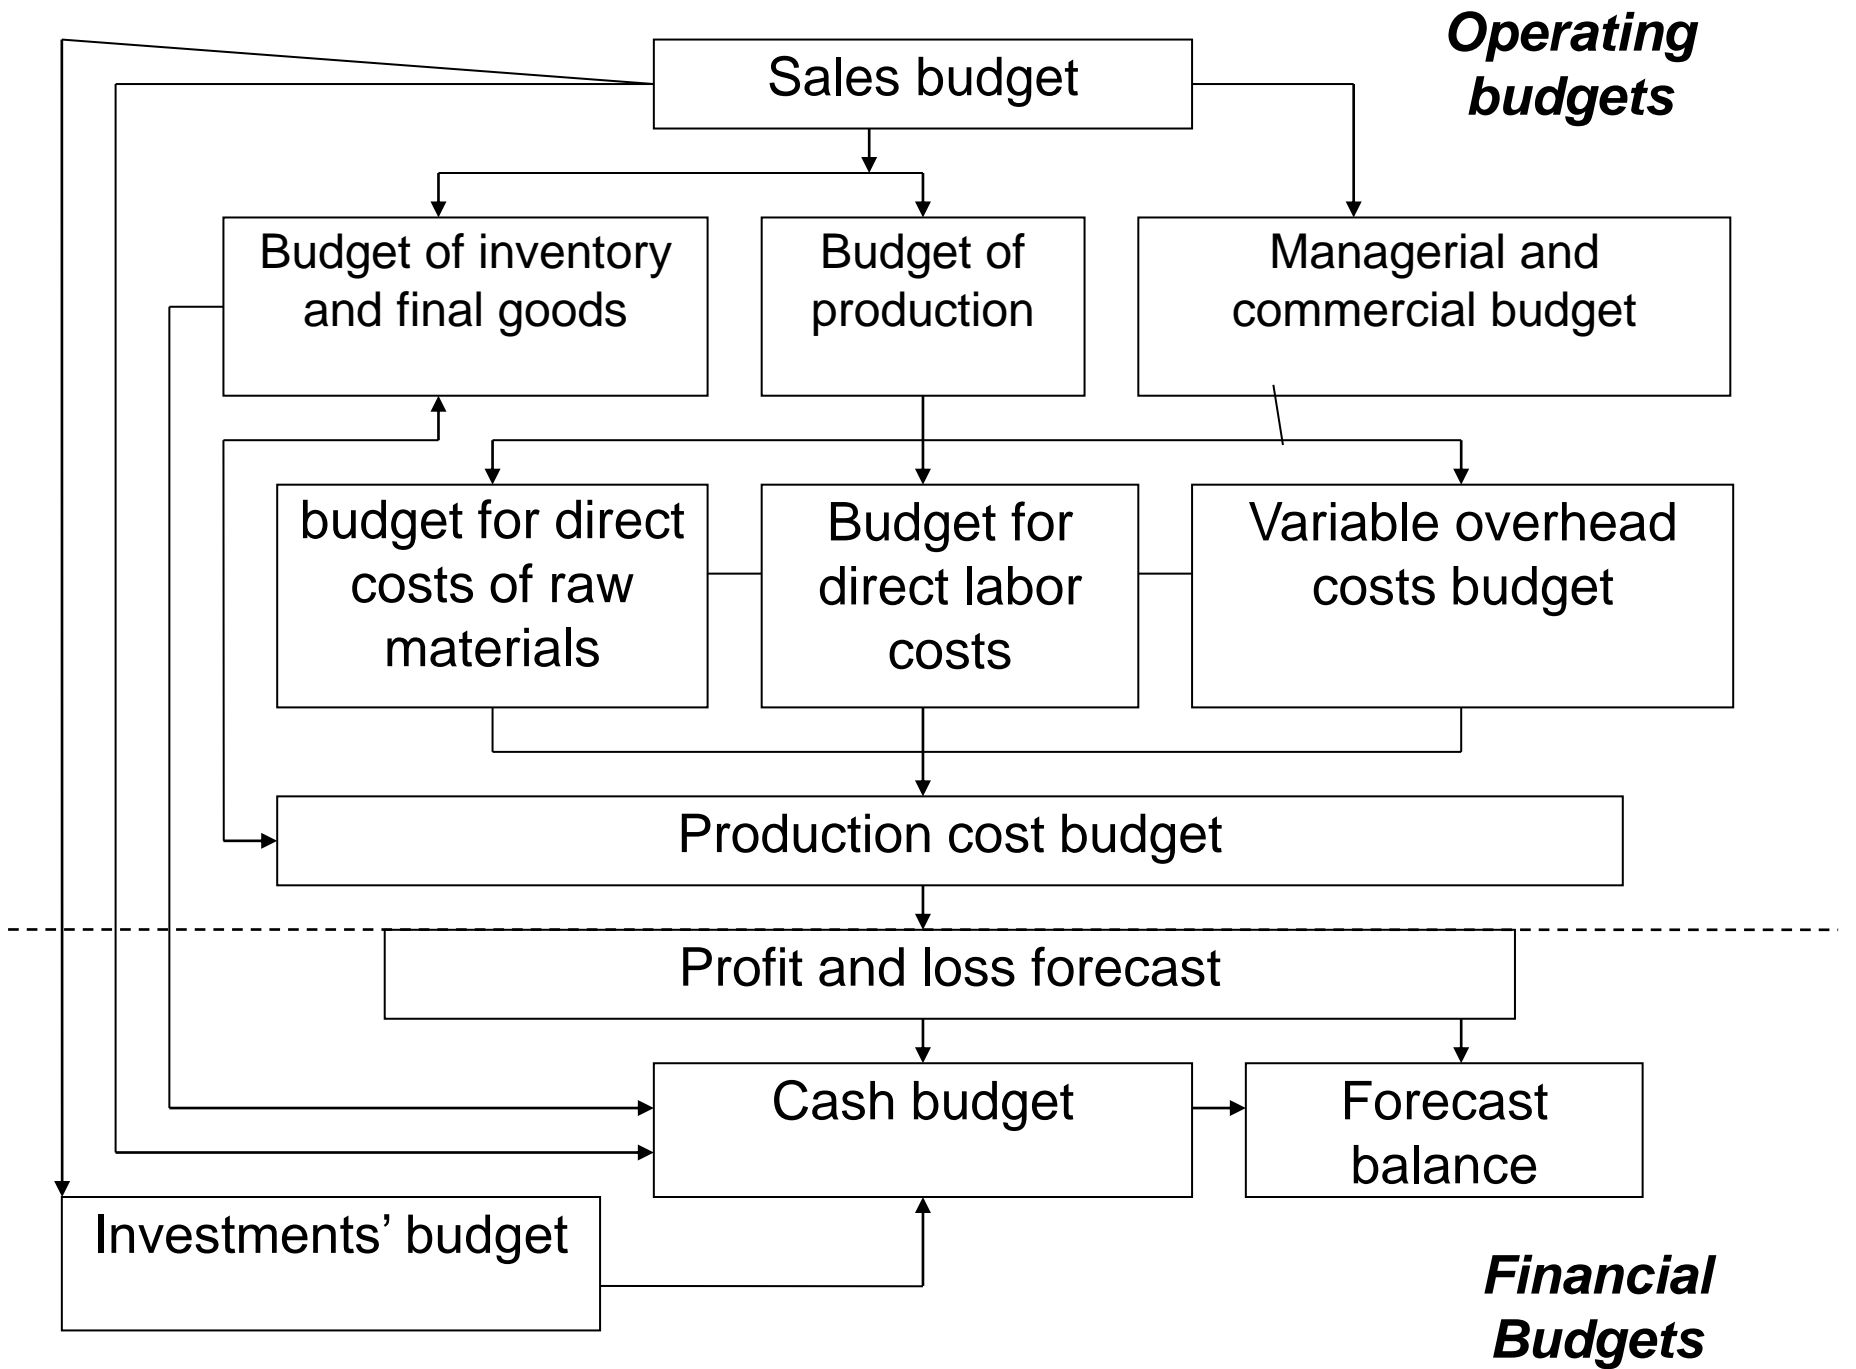 Operating
budgets
Sales budget
Budget of inventory
and final goods
Budget of
production
Managerial and
commercial budget
budget for direct
costs of raw
materials
Budget for
direct labor
costs
Variable overhead
costs budget
Production cost budget
Profit and loss forecast
Cash budget
Forecast
balance
Investments’ budget
Financial
Budgets